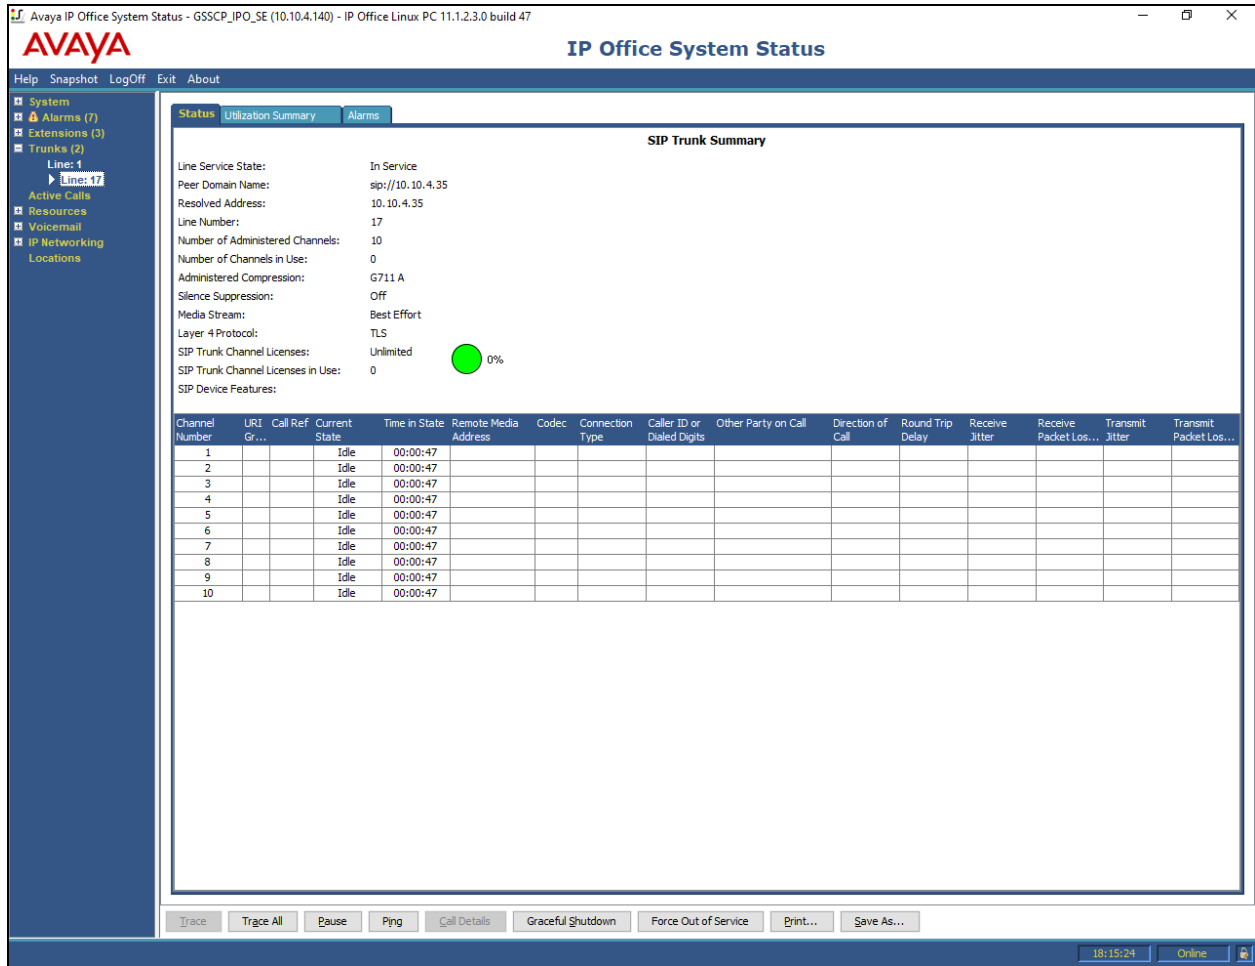 Avaya IP Office System Status - GSSCP_IPO_SE (10.10.4.140) - IP Office Linux PC 11.1.2.3.0 build 47
AVAYA
IP Office System Status
Help Snapshot LogOff Exit About
System
Alarms (7)
Extensions (3)
Trunks (2)
Line: 1
Line: 17
Active Calls
Resources
Voicemail
IP Networking
Locations
Status Utilization Summary Alarms
SIP Trunk Summary
Line Service State: In Service
Peer Domain Name: sip://10.10.4.35
Resolved Address: 10.10.4.35
Line Number: 17
Number of Administered Channels: 10
Number of Channels in Use: 0
Administered Compression: G711 A
Silence Suppression: Off
Media Stream: Best Effort
Layer 4 Protocol: TLS
SIP Trunk Channel Licenses: Unlimited
0%
SIP Trunk Channel Licenses in Use: 0
SIP Device Features:
Channel Number URI Gr... Call Ref Current State Time in State Remote Media Address Codec Connection Type Caller ID or Dialed Digits Other Party on Call Direction of Call Round Trip Delay Receive Jitter Receive Packet Los... Transmit Jitter Transmit Packet Los...
1 Idle 00:00:47
2 Idle 00:00:47
3 Idle 00:00:47
4 Idle 00:00:47
5 Idle 00:00:47
6 Idle 00:00:47
7 Idle 00:00:47
8 Idle 00:00:47
9 Idle 00:00:47
10 Idle 00:00:47
Trace Trace All Pause Ping Call Details Graceful Shutdown Force Out of Service Print... Save As...
18:15:24 Online